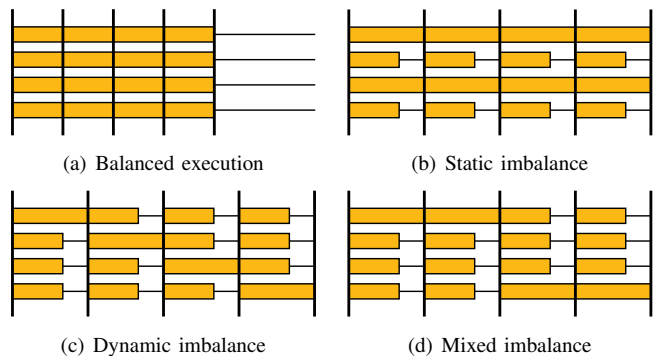 (a) Balanced execution
(b) Static imbalance
(c) Dynamic imbalance
(d) Mixed imbalance